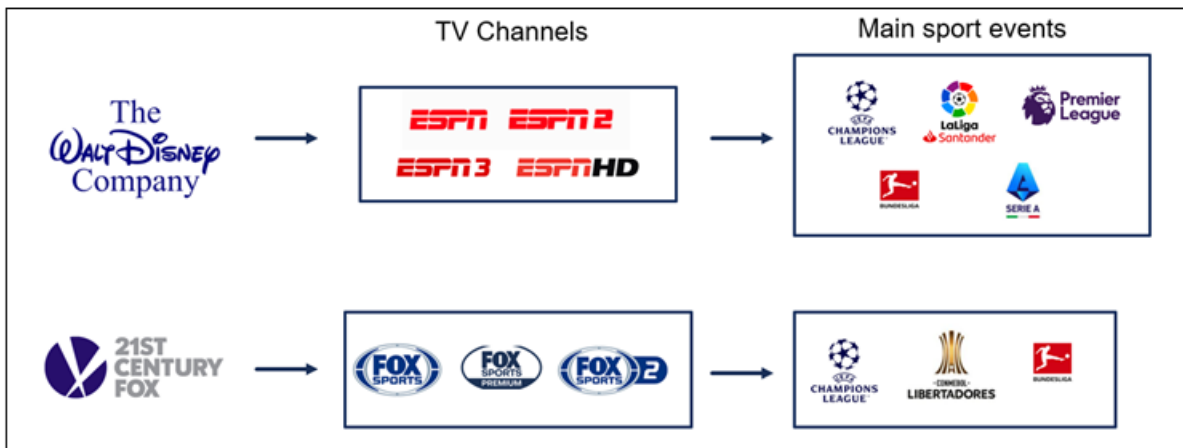 TV Channels
Main sport events
The
WALT DISNEY
Company
ESPN ESPN 2
ESPN 3 ESPN HD
UEFA
CHAMPIONS
LEAGUE
LaLiga
Santander
Premier
League
BUNDESLIGA
SERIE A
21ST
CENTURY
FOX
FOX
SPORTS
FOX
SPORTS
PREMIUM
FOX
SPORTS 2
UEFA
CHAMPIONS
LEAGUE
CONMEBOL
LIBERTADORES
BUNDESLIGA